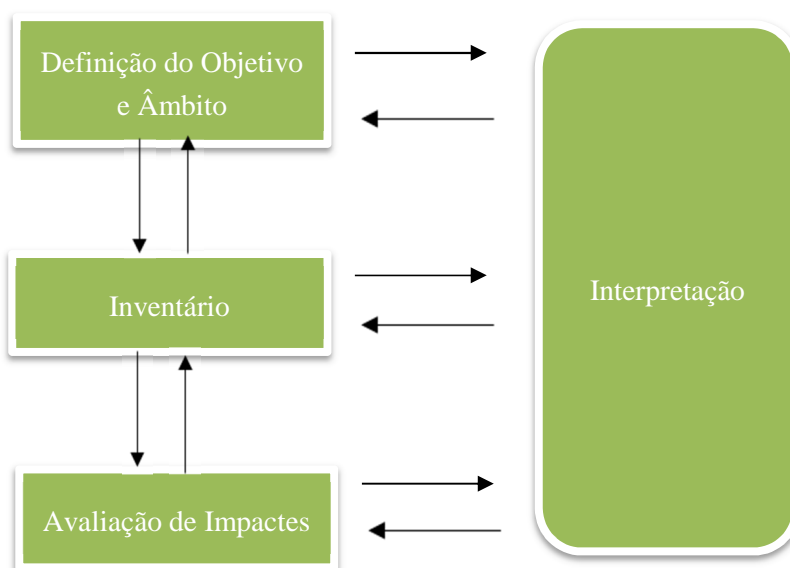 Definição do Objetivo
e Âmbito
Inventário
Interpretação
Avaliação de Impactes